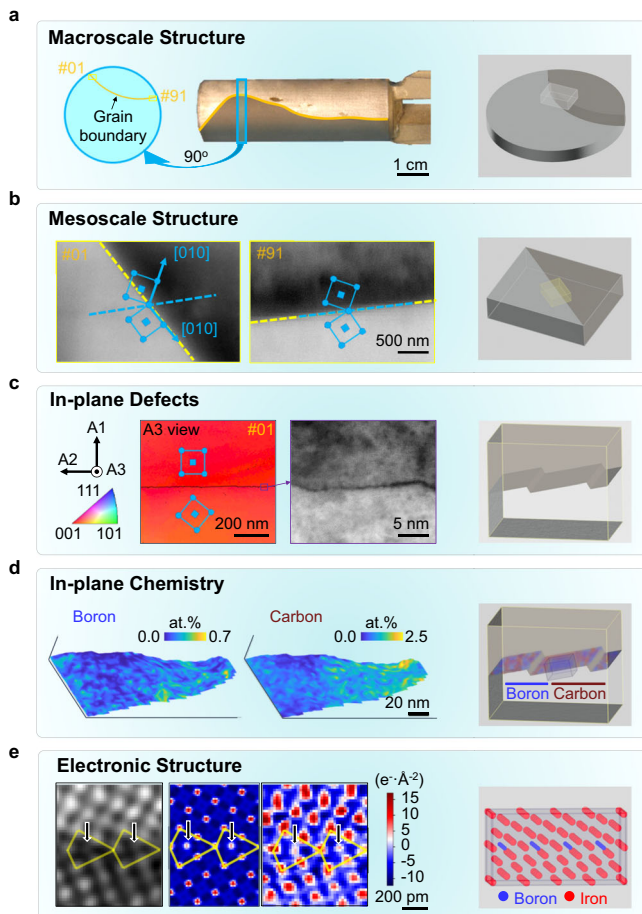 a
Macroscale Structure
#01
#91
Grain
boundary
90º
1 cm
b
Mesoscale Structure
#01
[010]
[010]
#91
500 nm
c
In-plane Defects
A1
A2
A3
111
001
101
A3 view
#01
200 nm
5 nm
d
In-plane Chemistry
Boron
at.%
0.0
0.7
Carbon
at.%
0.0
2.5
20 nm
Boron
Carbon
e
Electronic Structure
(e⁻·Å⁻²)
15
10
5
0
-5
-10
200 pm
Boron
Iron